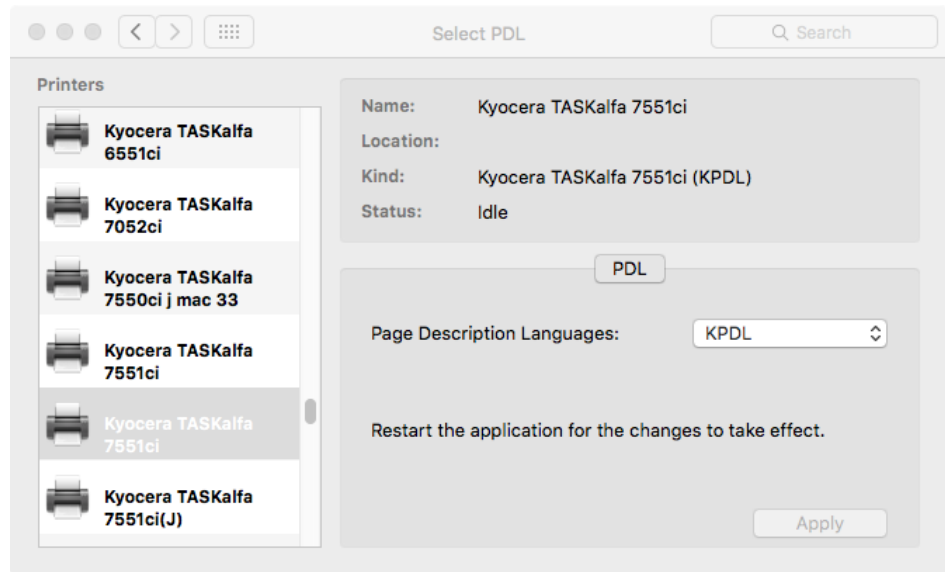 Select PDL
Search
Printers
Kyocera TASKalfa
6551ci
Kyocera TASKalfa
7052ci
Kyocera TASKalfa
7550ci j mac 33
Kyocera TASKalfa
7551ci
Kyocera TASKalfa
7551ci
Kyocera TASKalfa
7551ci(J)
Name: Kyocera TASKalfa 7551ci
Location:
Kind: Kyocera TASKalfa 7551ci (KPDL)
Status: Idle
PDL
Page Description Languages: KPDL
Restart the application for the changes to take effect.
Apply